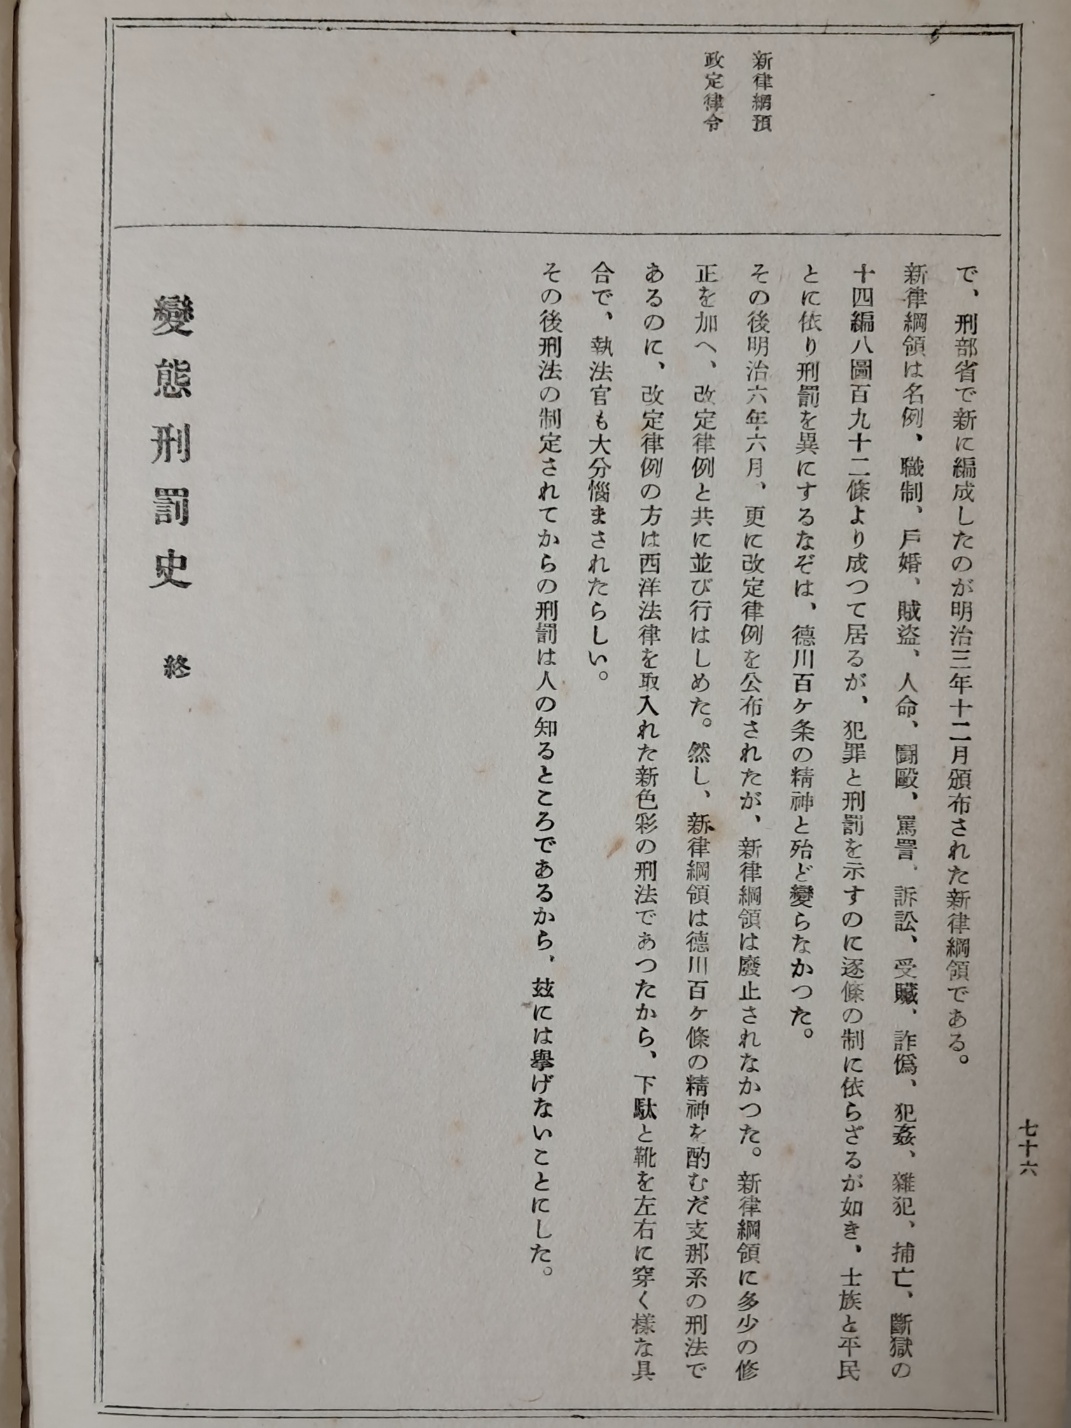 新律綱預
政定律令
で、刑部省で新に編成したのが明治三年十二月頒布された新律綱領である。
新律綱領は名例、職制、戸婚、賊盜、人命、鬪毆、罵詈、訴訟、受贓、詐僞、犯姦、雜犯、捕亡、斷獄の
十四編八圖百九十二條より成つて居るが、犯罪と刑罰を示すのに逐條の制に依らざるが如き、士族と平民
とに依り刑罰を異にするなぞは、德川百ケ条の精神と殆ど變らなかつた。
その後明治六年六月、更に改定律例を公布されたが、新律綱領は廢止されなかつた。新律綱領に多少の修
正を加へ、改定律例と共に並び行はしめた。然し、新律綱領は德川百ケ條の精神を酌むだ支那系の刑法で
あるのに、改定律例の方は西洋法律を取入れた新色彩の刑法であつたから、下駄と靴を左右に穿く樣な具
合で、執法官も大分惱まされたらしい。
その後刑法の制定されてからの刑罰は人の知るところであるから、玆には擧げないことにした。
變態刑罰史 終
七十六